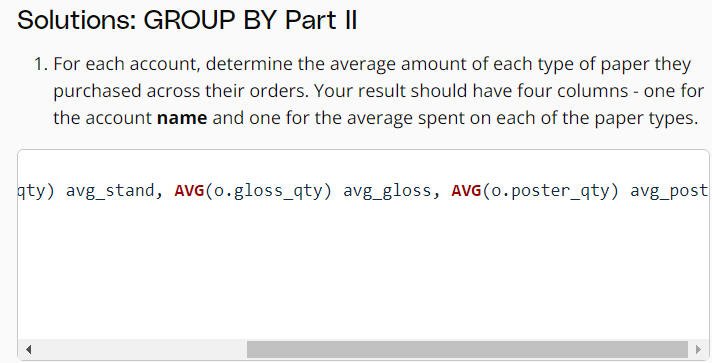 Solutions: GROUP BY Part II
1. For each account, determine the average amount of each type of paper they
purchased across their orders. Your result should have four columns - one for
the account name and one for the average spent on each of the paper types.
qty) avg_stand, AVG(o.gloss_qty) avg_gloss, AVG(o.poster_qty) avg_post